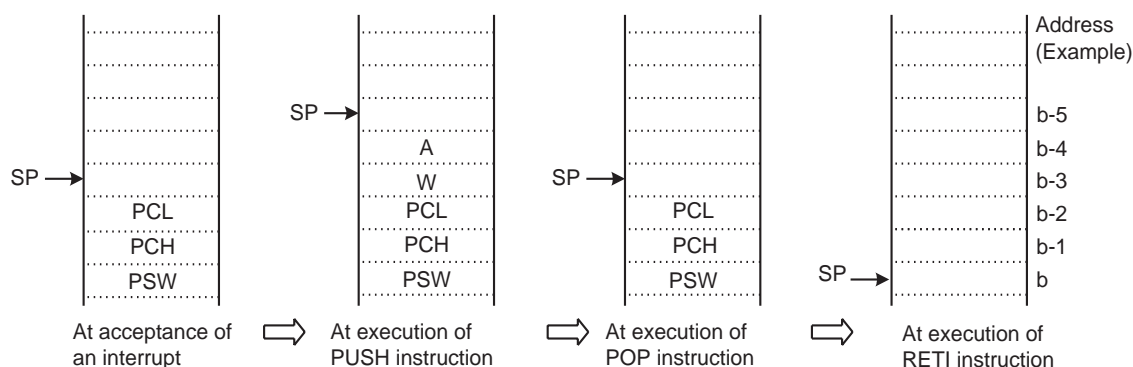 Address
(Example)
SP
b-5
A
b-4
SP
W
SP
b-3
PCL
PCL
PCL
b-2
PCH
PCH
PCH
b-1
PSW
PSW
PSW
SP
b
At acceptance of
an interrupt
At execution of
PUSH instruction
At execution of
POP instruction
At execution of
RETI instruction